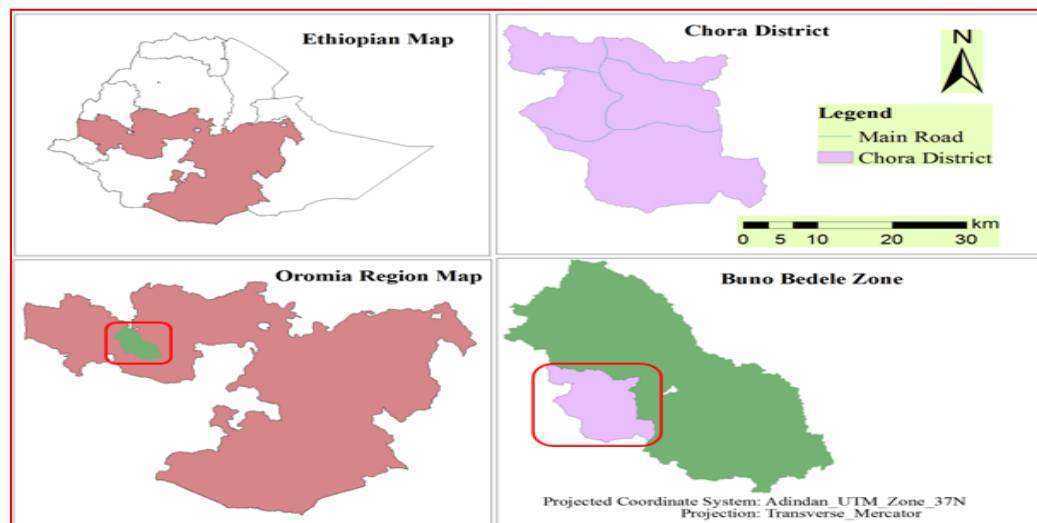 Ethiopian Map
Chora District
N
Legend
Main Road
Chora District
km
0 5 10 20 30
Oromia Region Map
Buno Bedele Zone
Projected Coordinate System: Adindan_UTM_Zone_37N
Projection: Transverse_Mercator